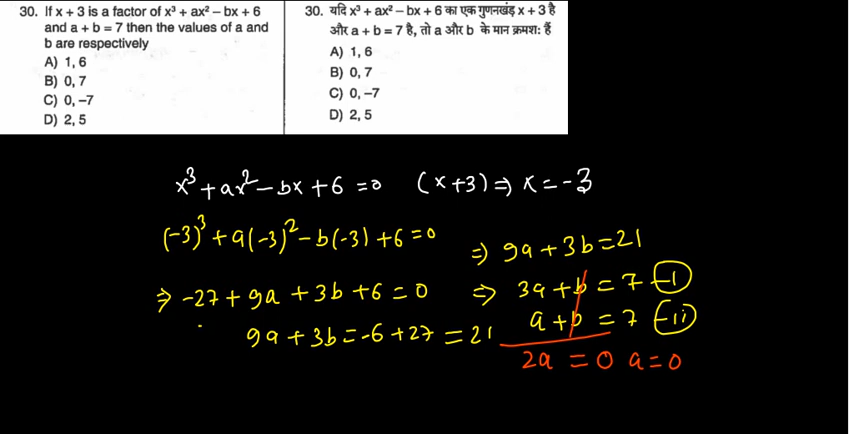 30. If x + 3 is a factor of x³ + ax² – bx + 6
and a + b = 7 then the values of a and
b are respectively
A) 1, 6
B) 0, 7
C) 0, –7
D) 2, 5
30. यदि x³ + ax² – bx + 6 का एक गुणनखंड x + 3 है
और a + b = 7 है, तो a और b के मान क्रमशः हैं
A) 1, 6
B) 0, 7
C) 0, –7
D) 2, 5
x³ + ax² – bx + 6 = 0 (x+3) ⇒ x = –3
(–3)³ + a(–3)² – b(–3) + 6 = 0
⇒ –27 + 9a + 3b + 6 = 0
9a + 3b = –6 + 27 = 21
⇒ 9a + 3b = 21
⇒ 3a + b = 7 –(i)
a + b = 7 –(ii)
2a = 0 a = 0